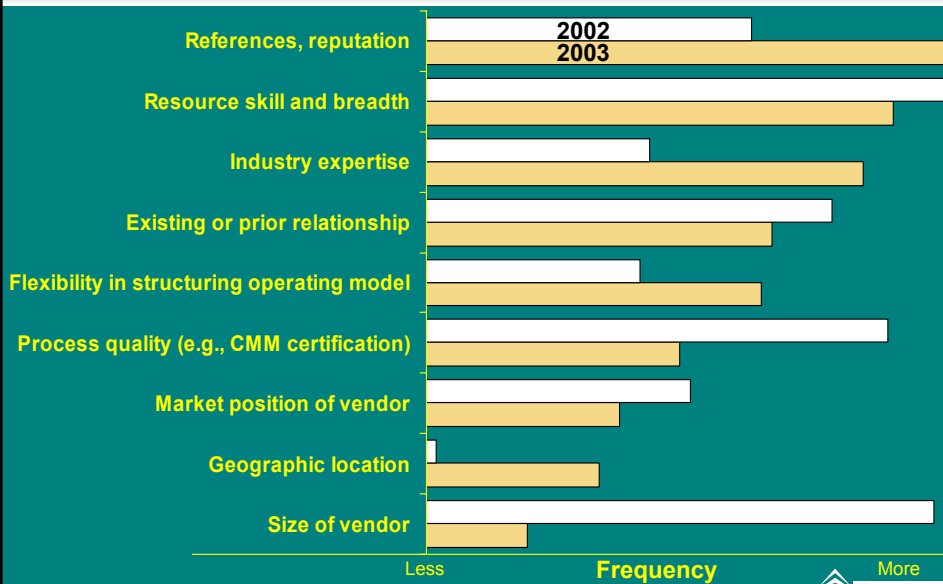 References, reputation
2002
2003
Resource skill and breadth
Industry expertise
Existing or prior relationship
Flexibility in structuring operating model
Process quality (e.g., CMM certification)
Market position of vendor
Geographic location
Size of vendor
Less Frequency More